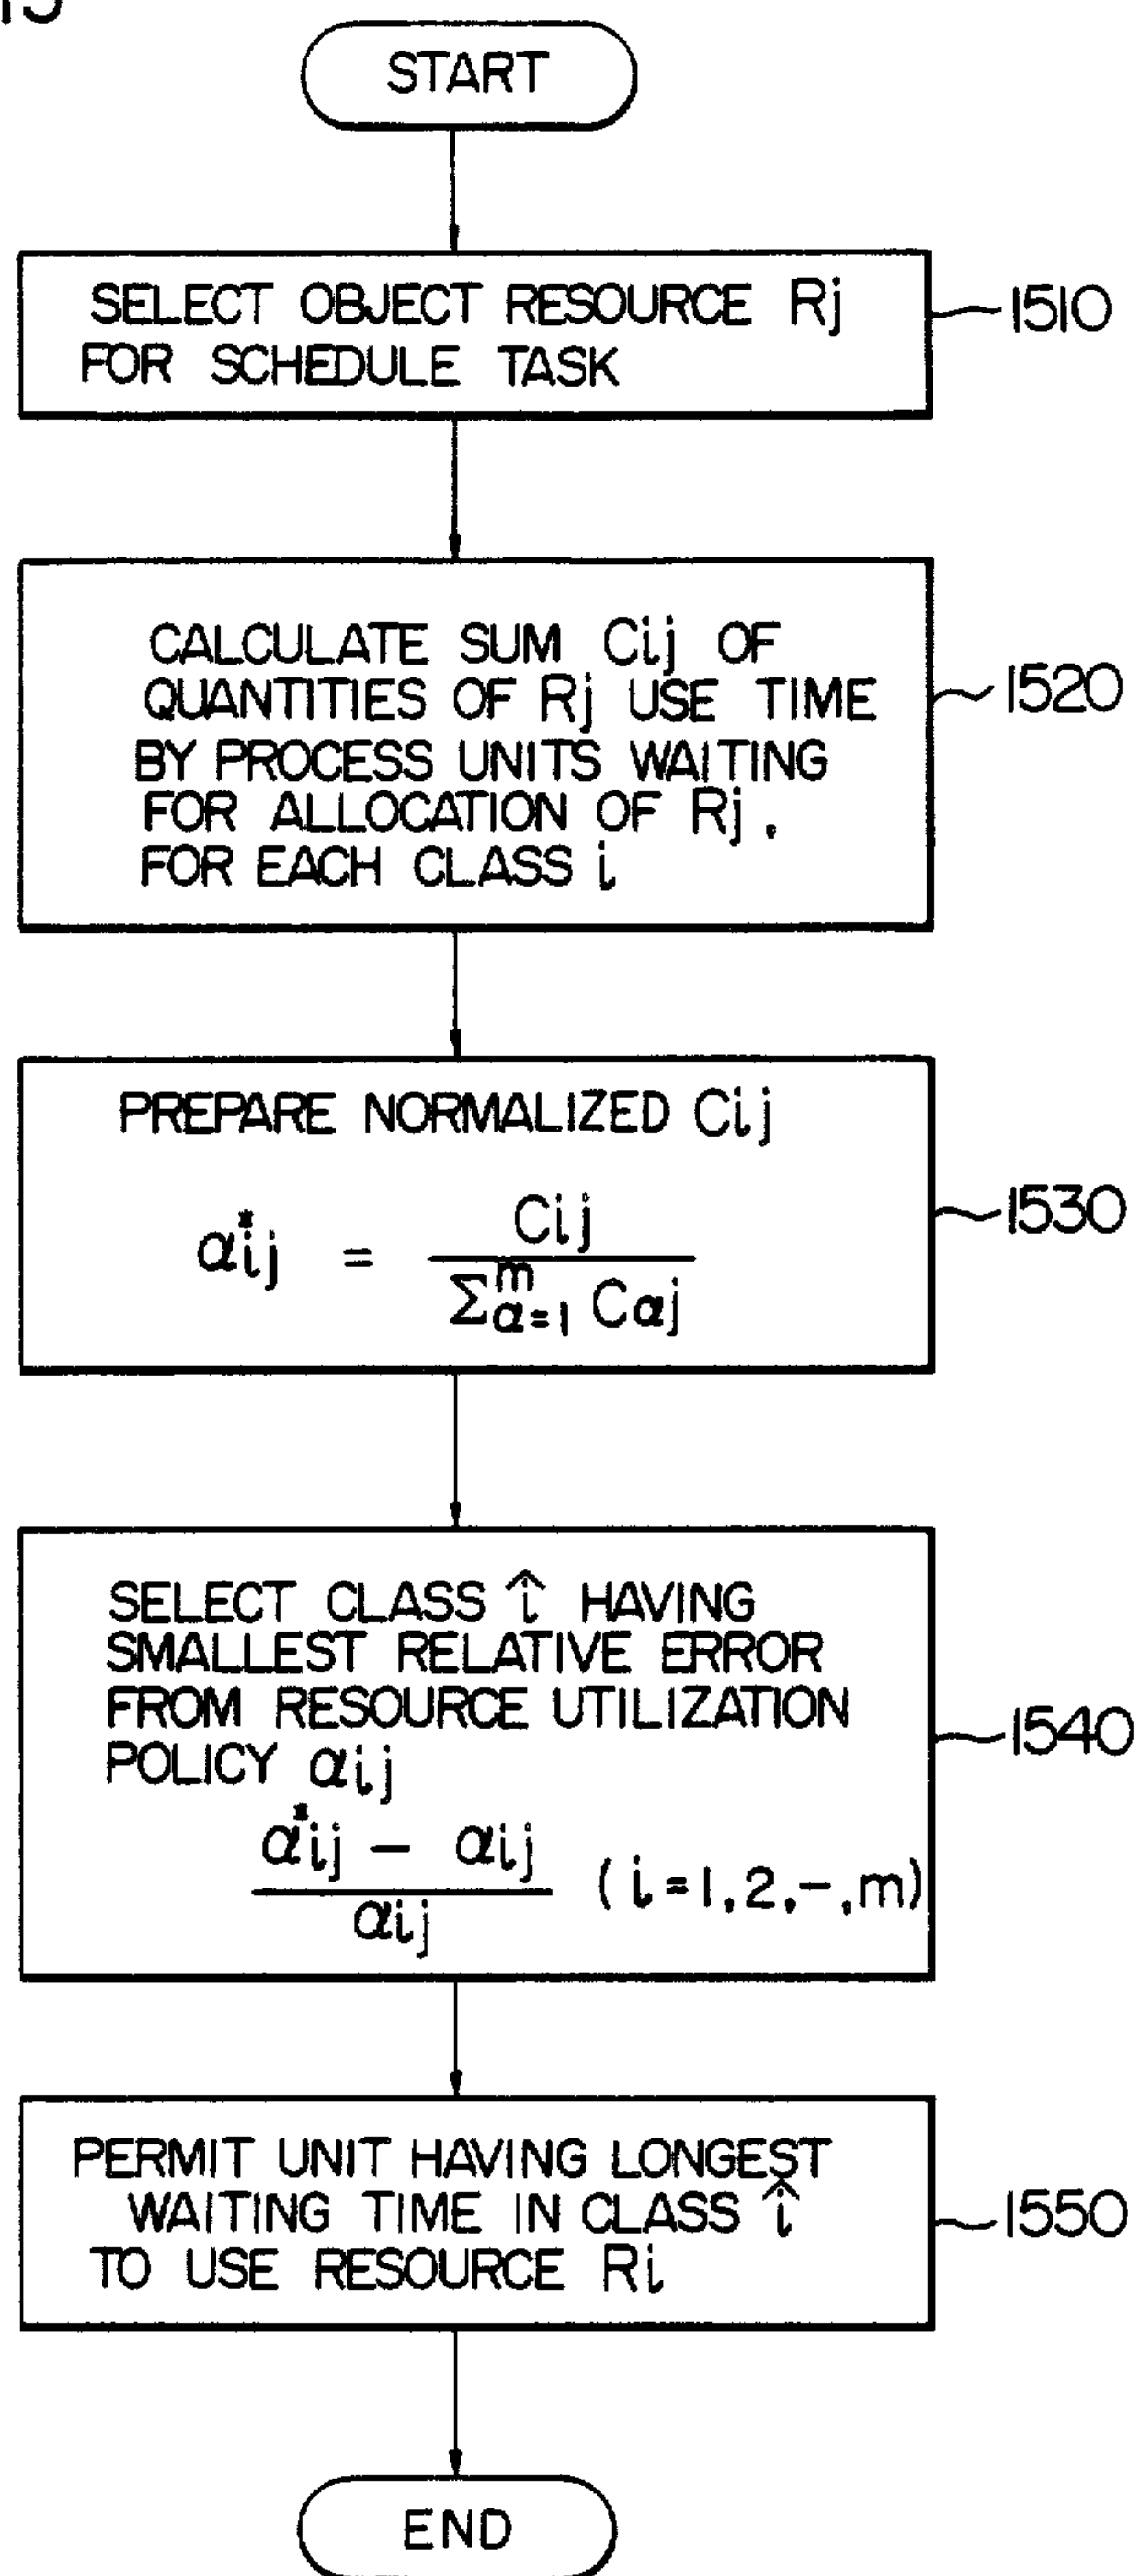 15
START
SELECT OBJECT RESOURCE Rj
FOR SCHEDULE TASK
1510
CALCULATE SUM Cij OF
QUANTITIES OF Rj USE TIME
BY PROCESS UNITS WAITING
FOR ALLOCATION OF Rj,
FOR EACH CLASS i
1520
PREPARE NORMALIZED Cij
α*ij = Cij / Σ^m_α=1 Cαj
1530
SELECT CLASS î HAVING
SMALLEST RELATIVE ERROR
FROM RESOURCE UTILIZATION
POLICY αij
α*ij − αij / αij (i=1,2,-,m)
1540
PERMIT UNIT HAVING LONGEST
WAITING TIME IN CLASS î
TO USE RESOURCE Ri
1550
END